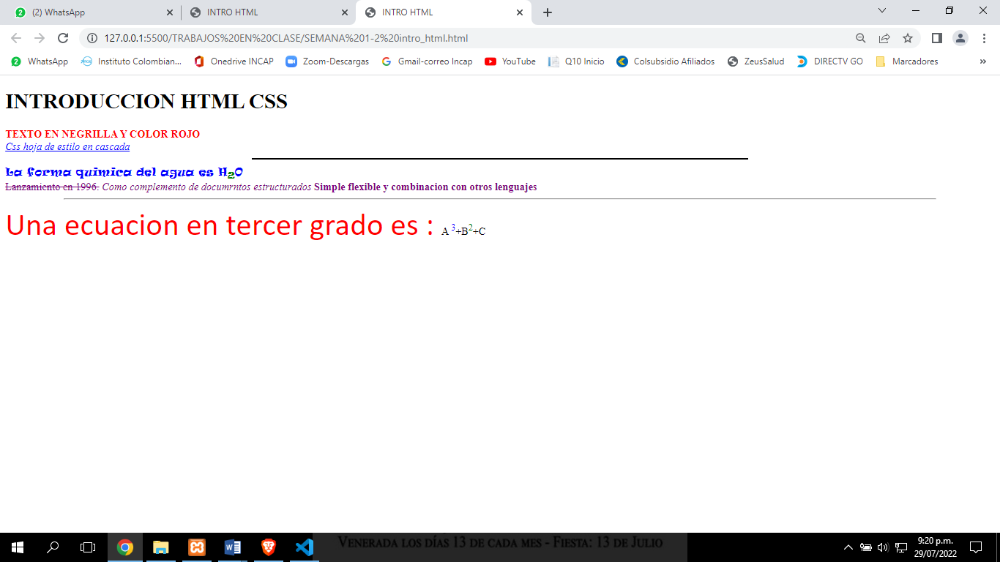 (2) WhatsApp INTRO HTML INTRO HTML
127.0.0.1:5500/TRABAJOS%20EN%20CLASE/SEMANA%201-2%20intro_html.html
WhatsApp Instituto Colombian... Onedrive INCAP Zoom-Descargas Gmail-correo Incap YouTube Q10 Inicio Colsubsidio Afiliados ZeusSalud DIRECTV GO Marcadores »
INTRODUCCION HTML CSS
TEXTO EN NEGRILLA Y COLOR ROJO
Css hoja de estilo en cascada
La forma quimica del agua es H2O
Lanzamiento en 1996. Como complemento de documrntos estructurados Simple flexible y combinacion con otros lenguajes
Una ecuacion en tercer grado es : A 3+B2+C
VENERADA LOS DÍAS 13 DE CADA MES - FIESTA: 13 DE JULIO
9:20 p.m.
29/07/2022